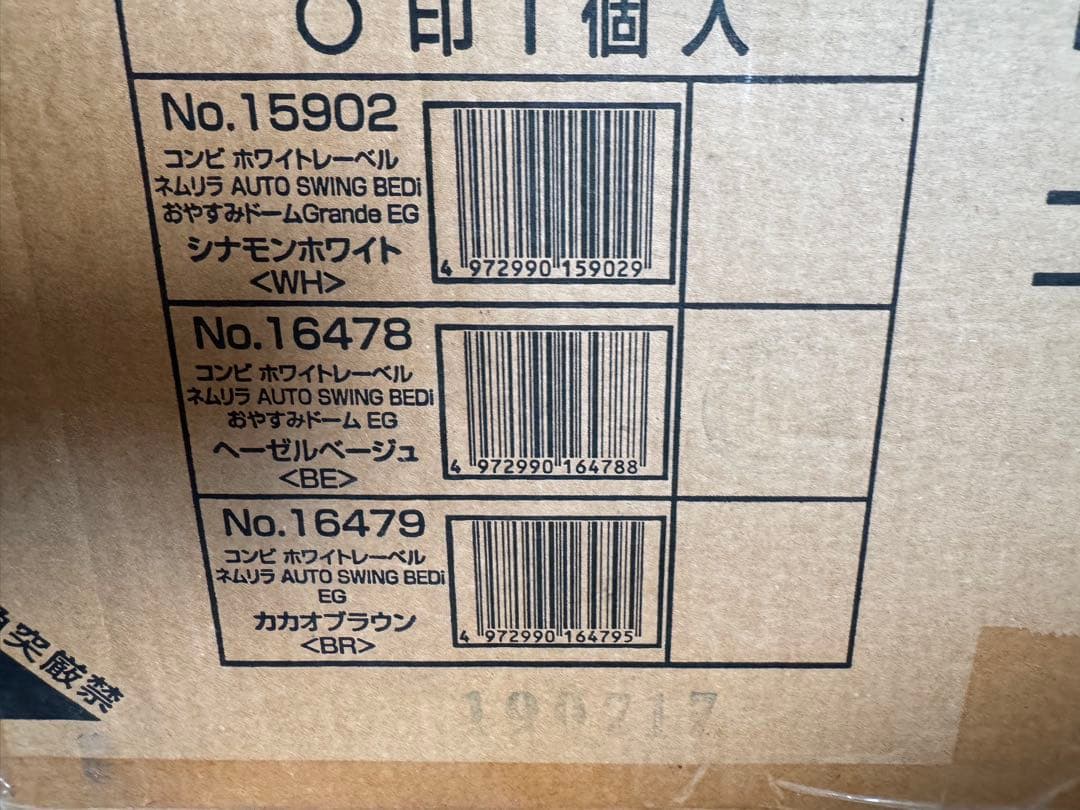 〇印1個入
No.15902
コンビ ホワイトレーベル
ネムリラ AUTO SWING BEDi
おやすみドームGrande EG
シナモンホワイト
<WH>
4 972990 159029
No.16478
コンビ ホワイトレーベル
ネムリラ AUTO SWING BEDi
おやすみドーム EG
ヘーゼルベージュ
<BE>
4 972990 164788
No.16479
コンビ ホワイトレーベル
ネムリラ AUTO SWING BEDi
EG
カカオブラウン
<BR>
4 972990 164795
突厳禁
190717